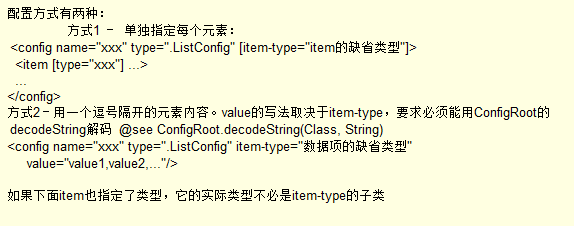 配置方式有两种：
方式1 - 单独指定每个元素：
<config name="xxx" type=".ListConfig" [item-type="item的缺省类型"]>
<item [type="xxx"] ...>
...
</config>
方式2-用一个逗号隔开的元素内容。value的写法取决于item-type，要求必须能用ConfigRoot的
decodeString解码 @see ConfigRoot.decodeString(Class, String)
<config name="xxx" type=".ListConfig" item-type="数据项的缺省类型"
value="value1,value2,..."/>
如果下面item也指定了类型，它的实际类型不必是item-type的子类